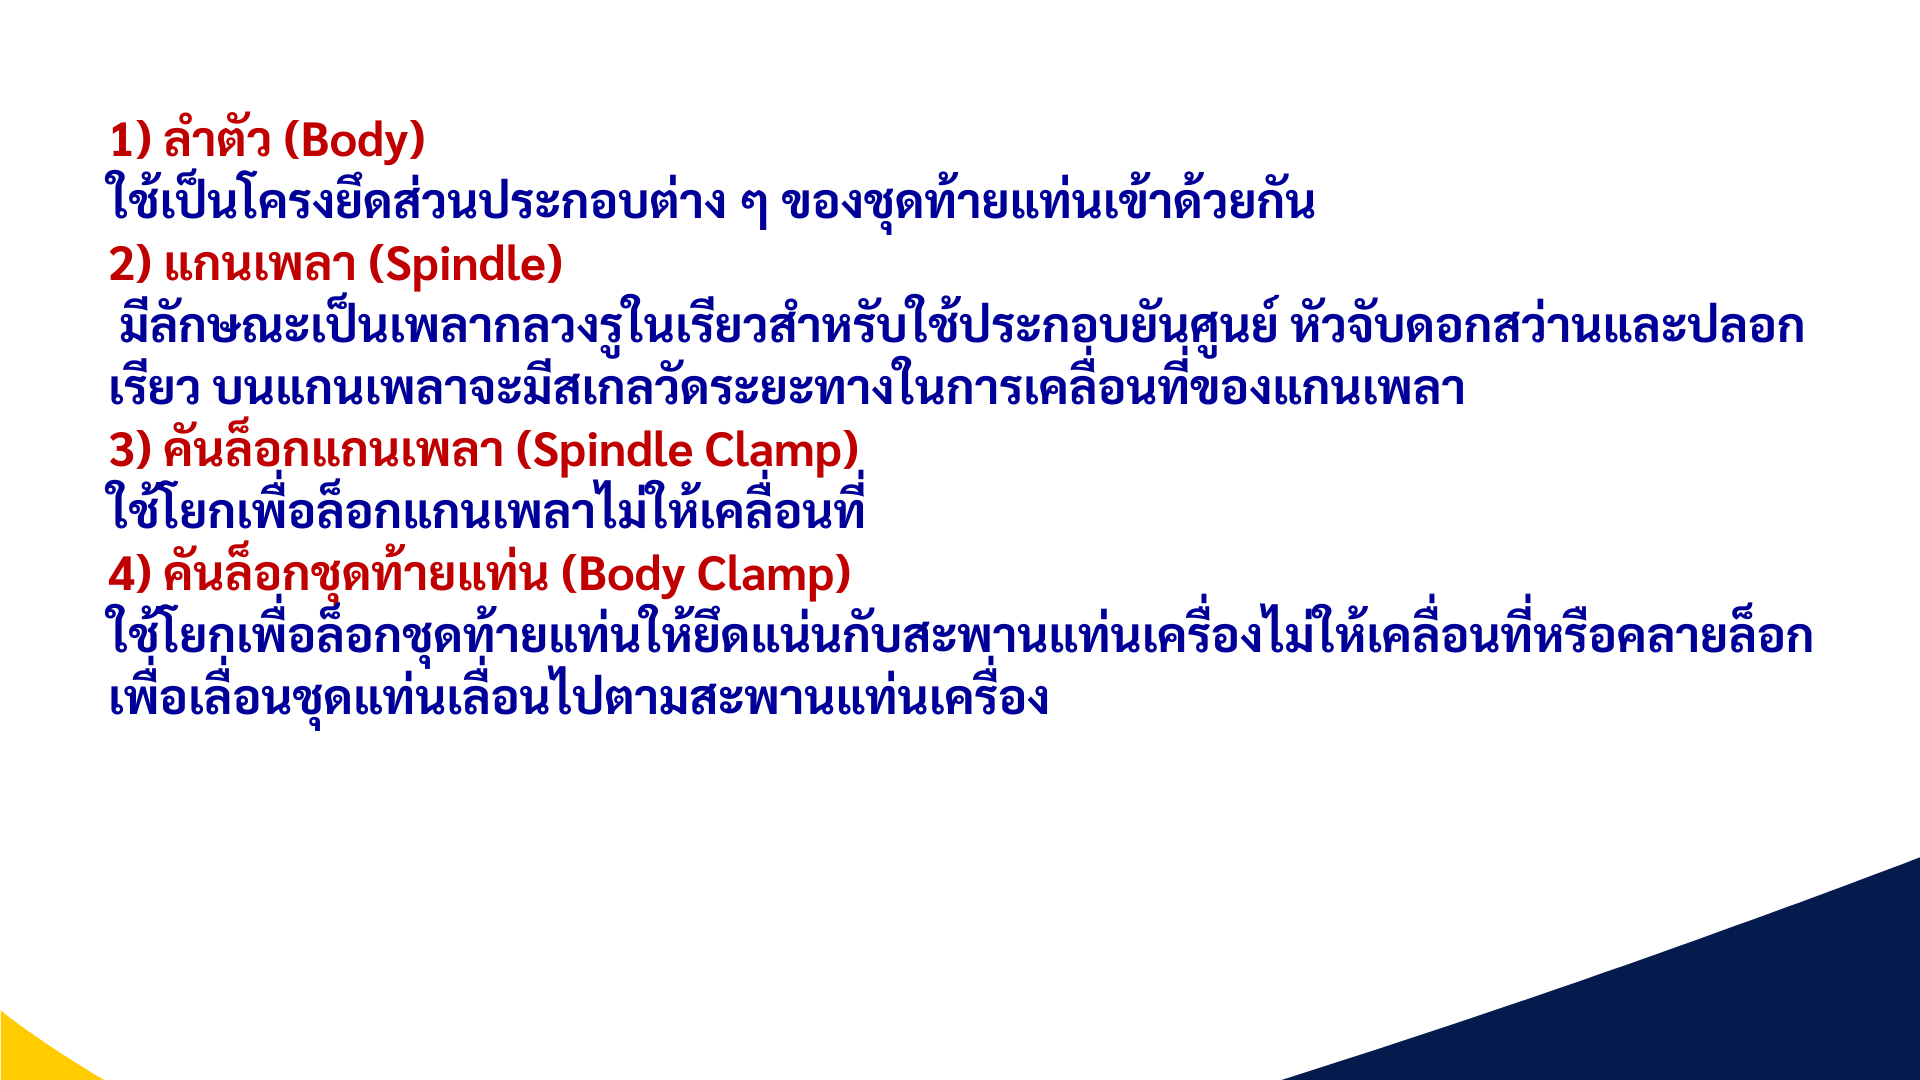 1) ลำตัว (Body)
ใช้เป็นโครงยึดส่วนประกอบต่าง ๆ ของชุดท้ายแท่นเข้าด้วยกัน
2) แกนเพลา (Spindle)
มีลักษณะเป็นเพลากลวงรูในเรียวสำหรับใช้ประกอบยันศูนย์ หัวจับดอกสว่านและปลอก
เรียว บนแกนเพลาจะมีสเกลวัดระยะทางในการเคลื่อนที่ของแกนเพลา
3) คันล็อกแกนเพลา (Spindle Clamp)
ใช้โยกเพื่อล็อกแกนเพลาไม่ให้เคลื่อนที่
4) คันล็อกชุดท้ายแท่น (Body Clamp)
ใช้โยกเพื่อล็อกชุดท้ายแท่นให้ยึดแน่นกับสะพานแท่นเครื่องไม่ให้เคลื่อนที่หรือคลายล็อก
เพื่อเลื่อนชุดแท่นเลื่อนไปตามสะพานแท่นเครื่อง